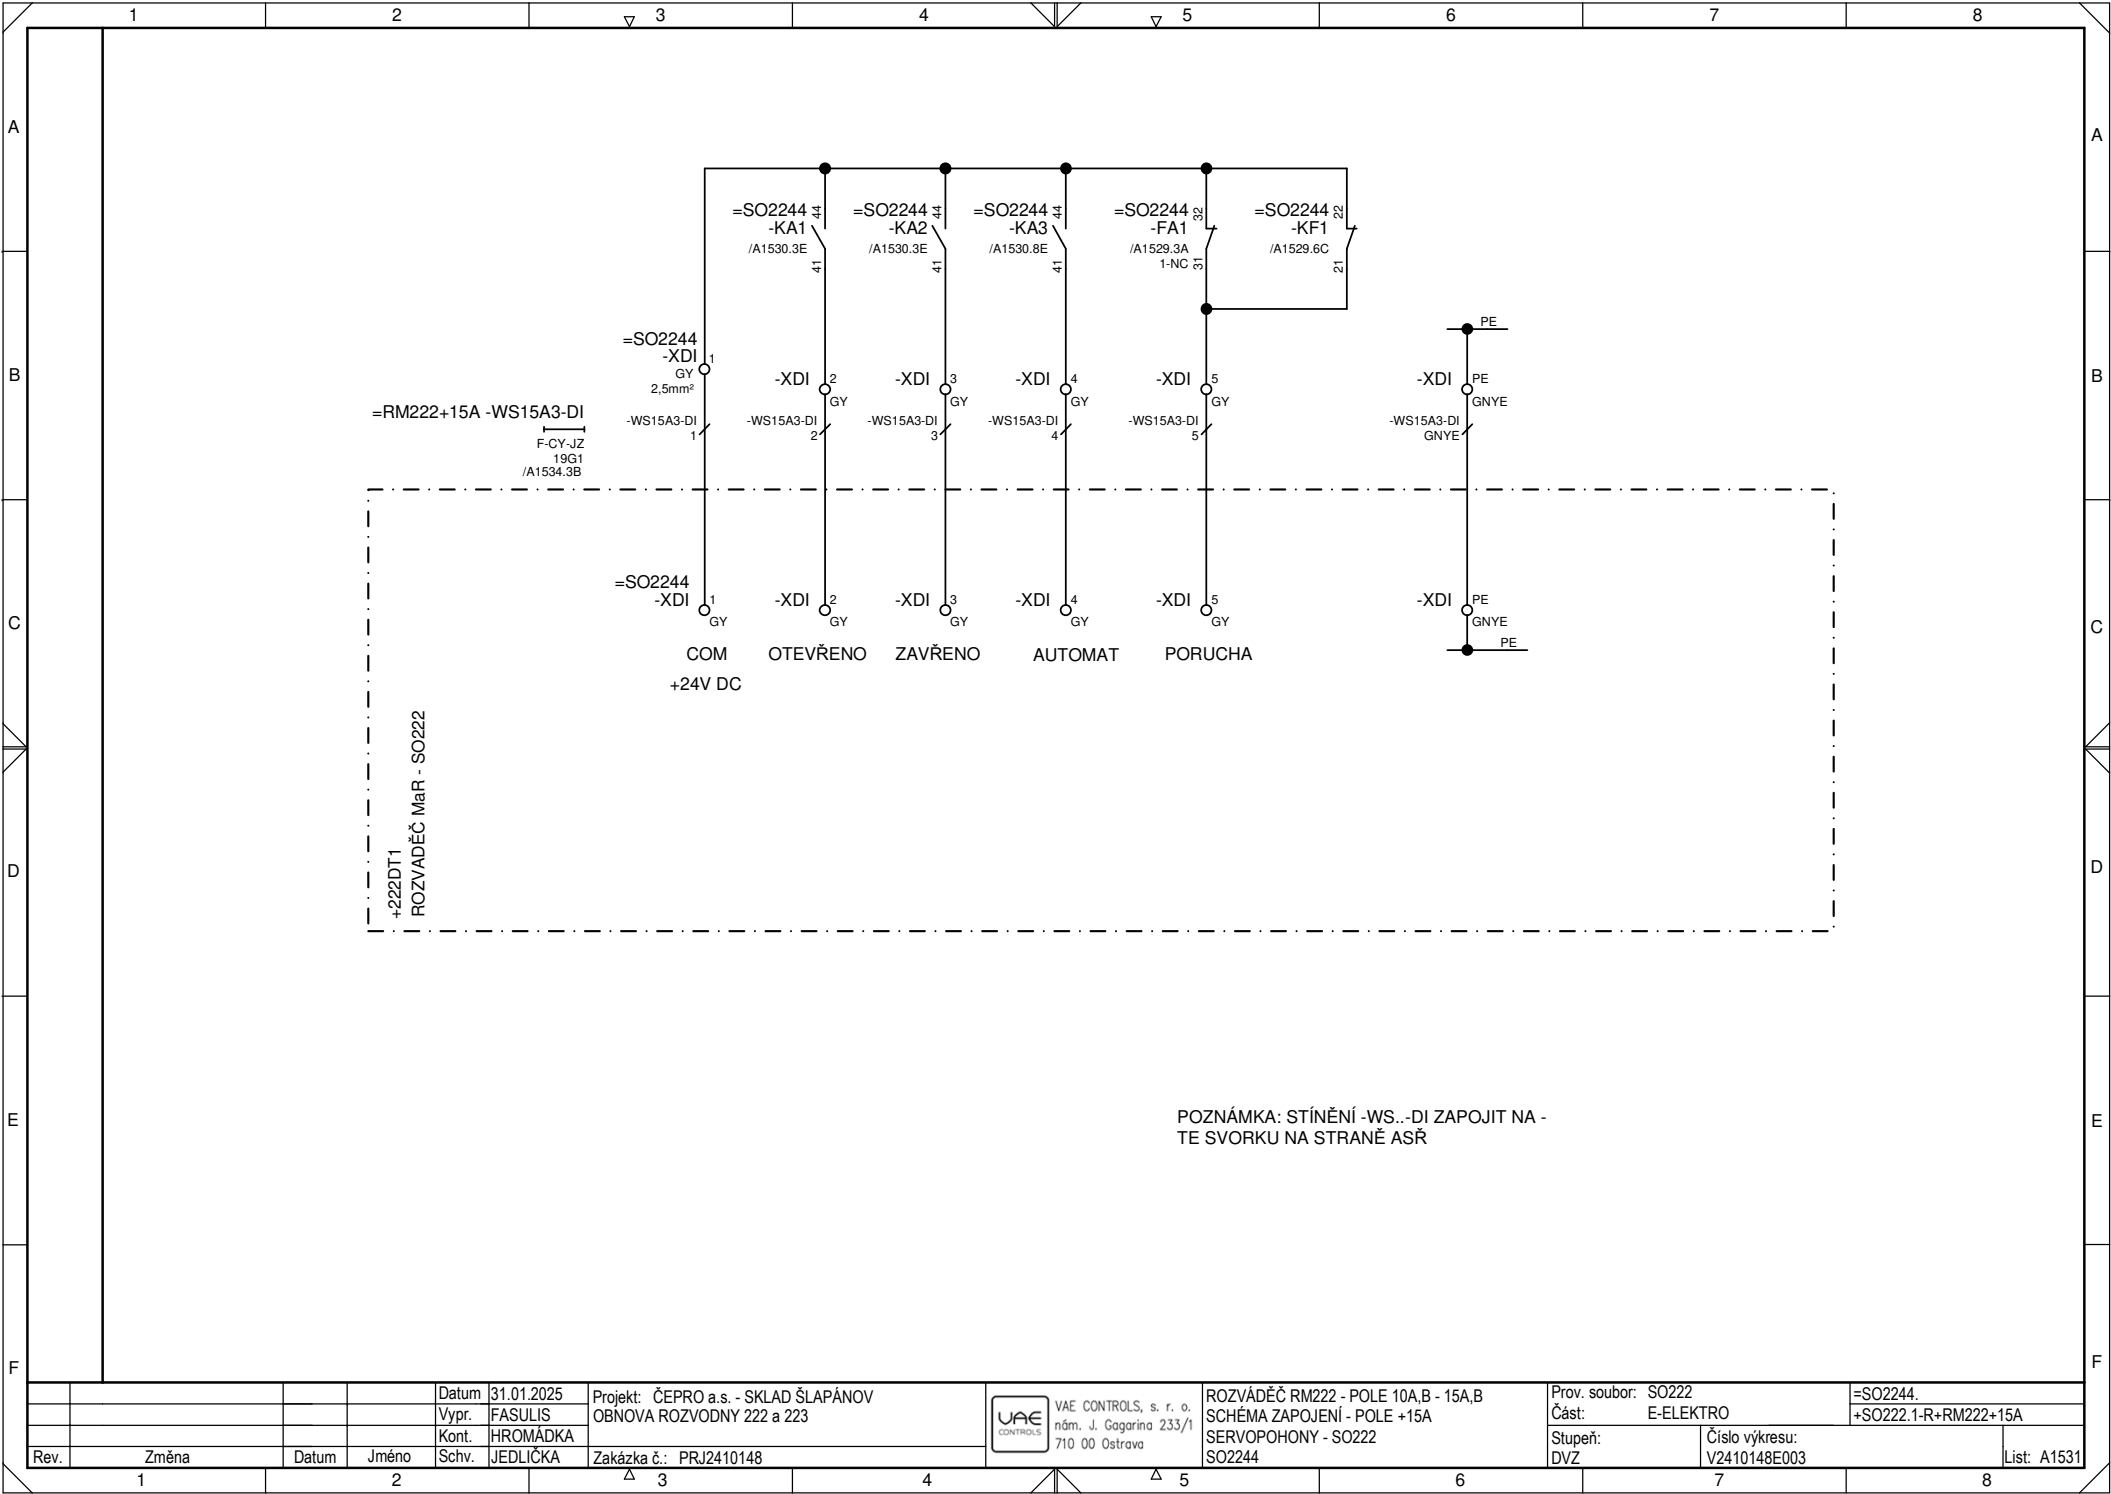 1 2 3 4 5 6 7 8
A A
=SO2244 -KA1 /A1530.3E 44 41
=SO2244 -KA2 /A1530.3E 44 41
=SO2244 -KA3 /A1530.8E 44 41
=SO2244 -FA1 /A1529.3A 1-NC 32 31
=SO2244 -KF1 /A1529.6C 22 21
B B
=SO2244
-XDI 1
GY
2,5mm²
-XDI 2 GY
-XDI 3 GY
-XDI 4 GY
-XDI 5 GY
PE
-XDI PE GNYE
=RM222+15A -WS15A3-DI
F-CY-JZ
19G1
/A1534.3B
-WS15A3-DI 1
-WS15A3-DI 2
-WS15A3-DI 3
-WS15A3-DI 4
-WS15A3-DI 5
-WS15A3-DI GNYE
C C
=SO2244
-XDI 1 GY
-XDI 2 GY
-XDI 3 GY
-XDI 4 GY
-XDI 5 GY
-XDI PE GNYE
PE
COM OTEVŘENO ZAVŘENO AUTOMAT PORUCHA
+24V DC
+222DT1
ROZVADĚČ MaR - SO222
D D
E E
POZNÁMKA: STÍNĚNÍ -WS..-DI ZAPOJIT NA -
TE SVORKU NA STRANĚ ASŘ
F F
Rev. Změna Datum Jméno
Datum 31.01.2025
Vypr. FASULIS
Kont. HROMÁDKA
Schv. JEDLIČKA
Projekt: ČEPRO a.s. - SKLAD ŠLAPÁNOV
OBNOVA ROZVODNY 222 a 223
Zakázka č.: PRJ2410148
UAE
CONTROLS
VAE CONTROLS, s. r. o.
nám. J. Gagarina 233/1
710 00 Ostrava
ROZVÁDĚČ RM222 - POLE 10A,B - 15A,B
SCHÉMA ZAPOJENÍ - POLE +15A
SERVOPOHONY - SO222
SO2244
Prov. soubor: SO222
Část: E-ELEKTRO
Stupeň:
DVZ
Číslo výkresu:
V2410148E003
=SO2244.
+SO222.1-R+RM222+15A
List: A1531
1 2 3 4 5 6 7 8